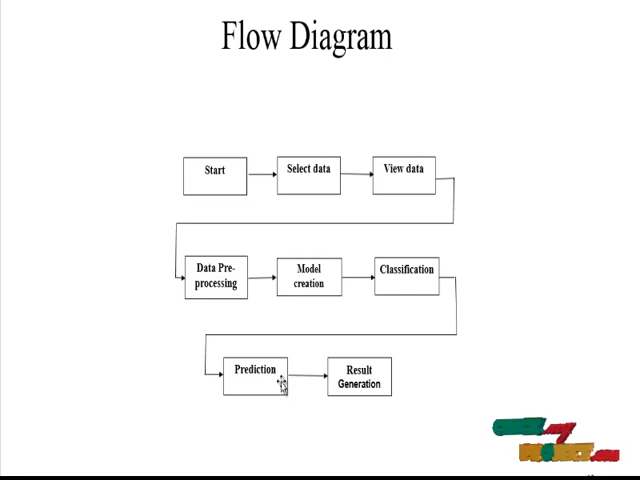 Flow Diagram
Start
Select data
View data
Data Pre-
processing
Model
creation
Classification
Prediction
Result
Generation